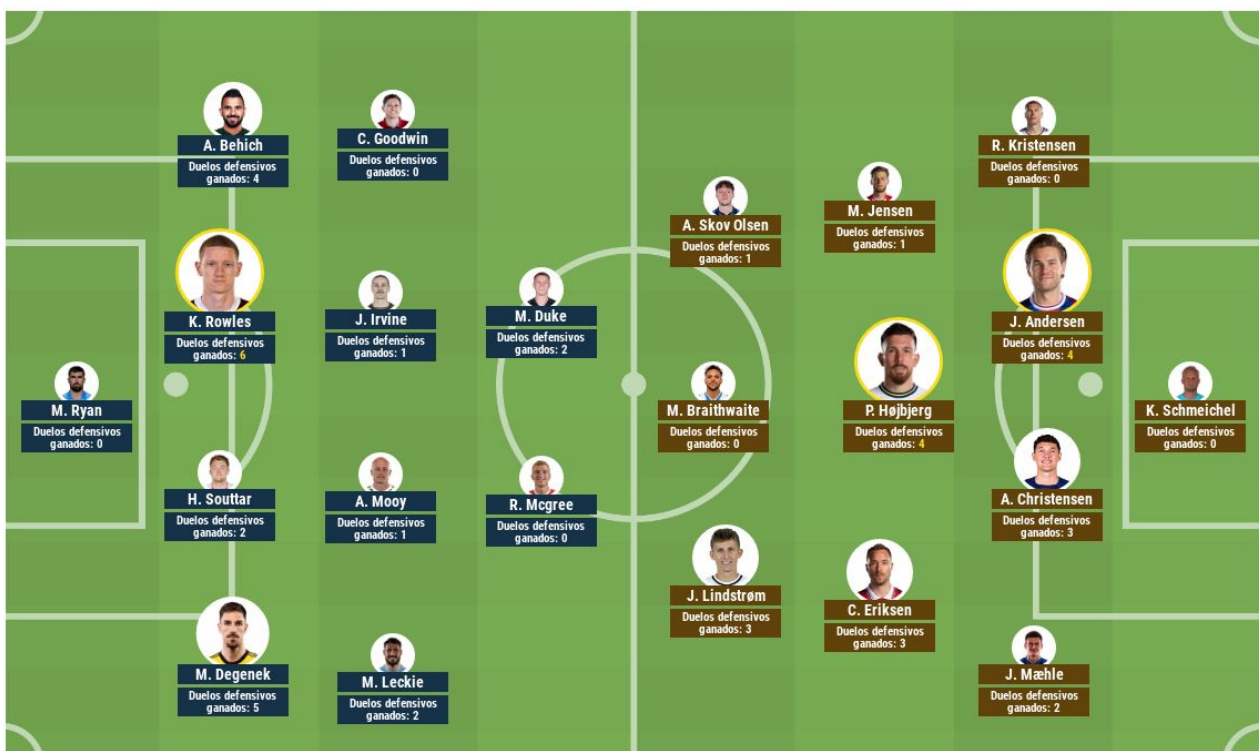 A. Behich
Duelos defensivos
ganados: 4
C. Goodwin
Duelos defensivos
ganados: 0
K. Rowles
Duelos defensivos
ganados: 6
J. Irvine
Duelos defensivos
ganados: 1
M. Duke
Duelos defensivos
ganados: 2
M. Ryan
Duelos defensivos
ganados: 0
H. Souttar
Duelos defensivos
ganados: 2
A. Mooy
Duelos defensivos
ganados: 1
R. Mcgree
Duelos defensivos
ganados: 0
M. Degenek
Duelos defensivos
ganados: 5
M. Leckie
Duelos defensivos
ganados: 2
R. Kristensen
Duelos defensivos
ganados: 0
A. Skov Olsen
Duelos defensivos
ganados: 1
M. Jensen
Duelos defensivos
ganados: 1
J. Andersen
Duelos defensivos
ganados: 4
M. Braithwaite
Duelos defensivos
ganados: 0
P. Højbjerg
Duelos defensivos
ganados: 4
K. Schmeichel
Duelos defensivos
ganados: 0
A. Christensen
Duelos defensivos
ganados: 3
J. Lindstrøm
Duelos defensivos
ganados: 3
C. Eriksen
Duelos defensivos
ganados: 3
J. Mæhle
Duelos defensivos
ganados: 2